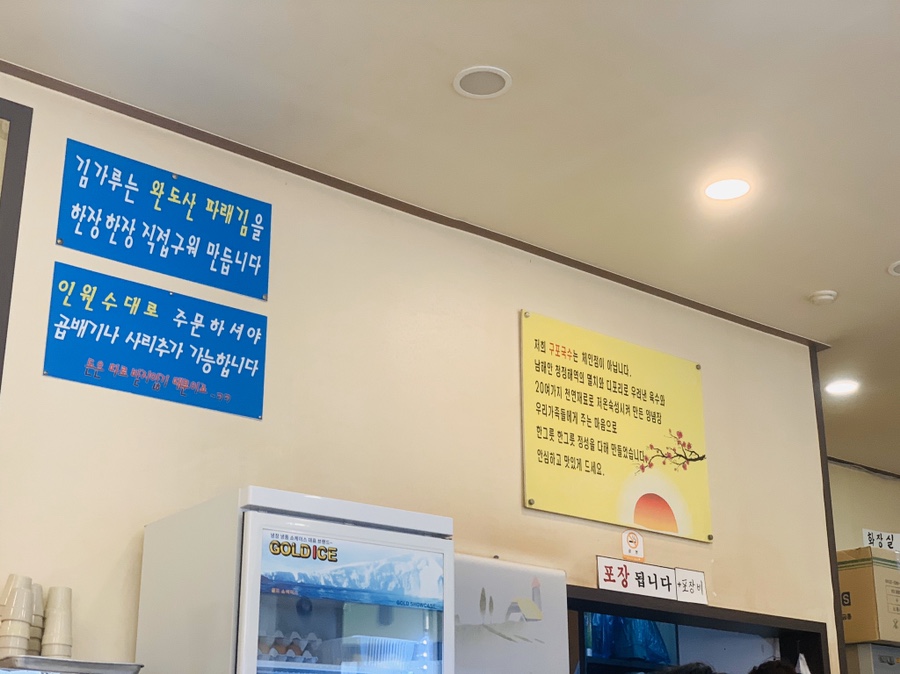 김가루는 완도산 파래김을
한장한장 직접구워 만듭니다
인원수대로 주문하셔야
곱배기나 사리추가 가능합니다
저희 구포국수는 체인점이 아닙니다.
남해안 청정해역의 멸치와 디포리로 우려낸 육수와
20여가지 천연재료로 저온숙성시켜 만든 양념장
우리가족들에게 주는 마음으로
한그릇 한그릇 정성을 다해 만들었습니다
안심하고 맛있게 드세요.
GOLD ICE
GOLD SHOWCASE
포장 됩니다
+포장비
화장실
S